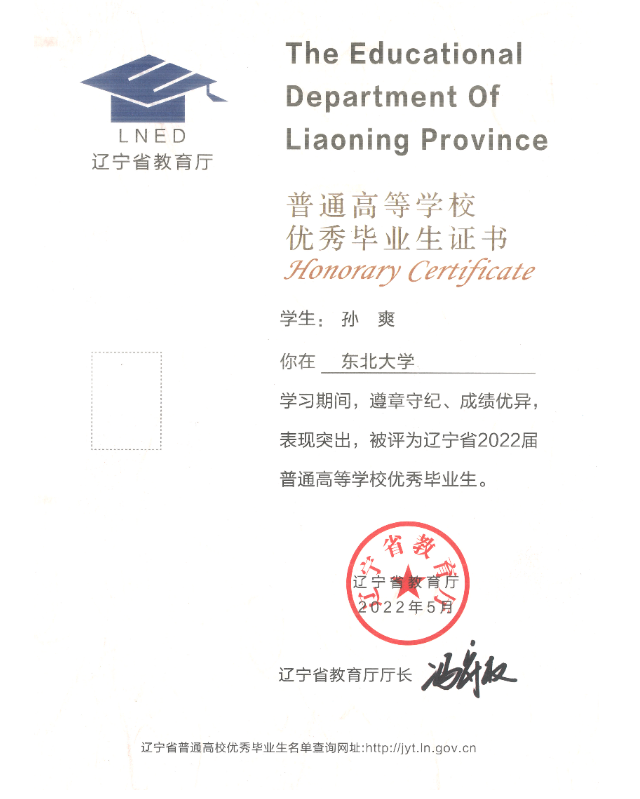 LNED
辽宁省教育厅
The Educational
Department Of
Liaoning Province
普通高等学校
优秀毕业生证书
Honorary Certificate
学生： 孙 爽
你在 东北大学
学习期间，遵章守纪、成绩优异，
表现突出，被评为辽宁省2022届
普通高等学校优秀毕业生。
辽宁省教育厅
辽宁省教育厅
2022年5月
辽宁省教育厅厅长
辽宁省普通高校优秀毕业生名单查询网址:http://jyt.ln.gov.cn